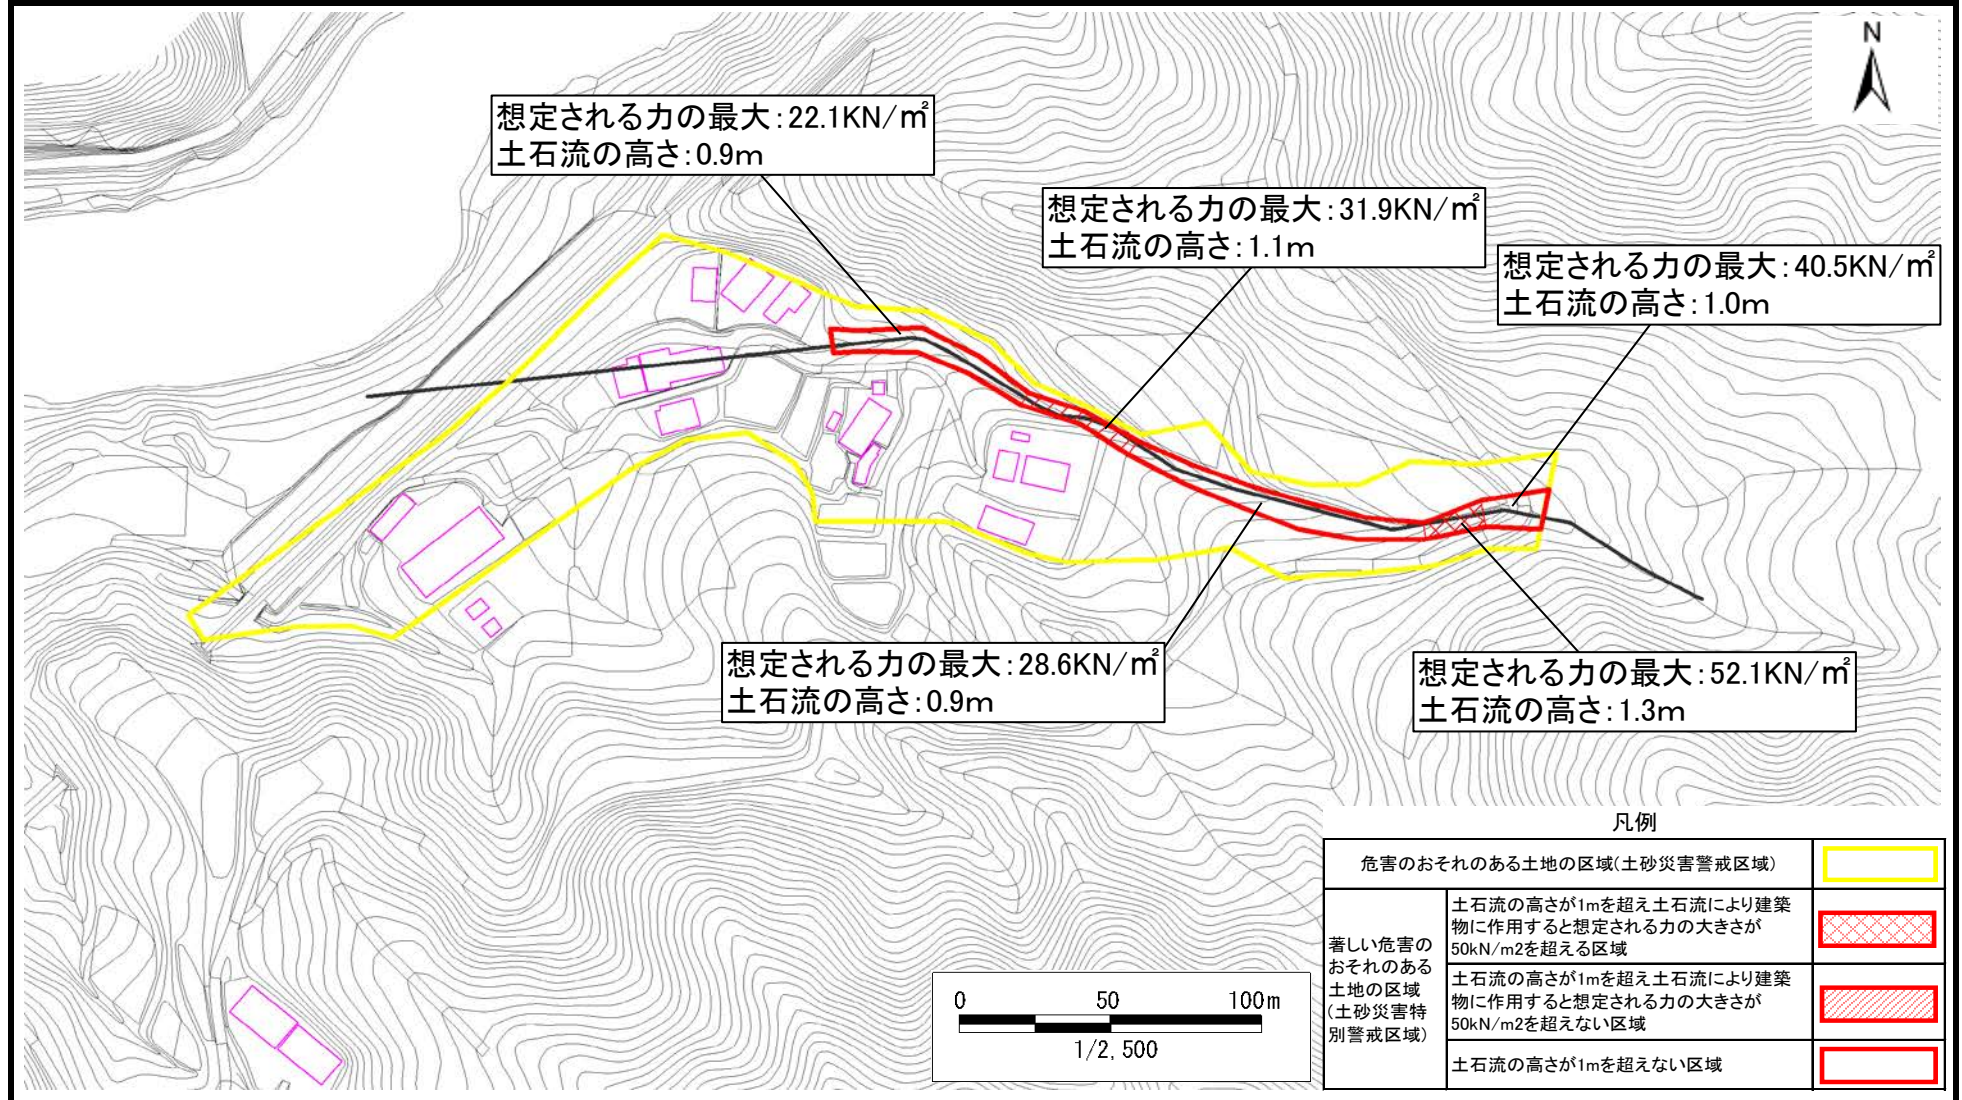 N
想定される力の最大:22.1KN/㎡
土石流の高さ:0.9m
想定される力の最大:31.9KN/㎡
土石流の高さ:1.1m
想定される力の最大:40.5KN/㎡
土石流の高さ:1.0m
想定される力の最大:28.6KN/㎡
土石流の高さ:0.9m
想定される力の最大:52.1KN/㎡
土石流の高さ:1.3m
凡例
危害のおそれのある土地の区域(土砂災害警戒区域)
著しい危害の
おそれのある
土地の区域
(土砂災害特
別警戒区域)
土石流の高さが1mを超え土石流により建築
物に作用すると想定される力の大きさが
50kN/m2を超える区域
土石流の高さが1mを超え土石流により建築
物に作用すると想定される力の大きさが
50kN/m2を超えない区域
土石流の高さが1mを超えない区域
0 50 100m
1/2,500